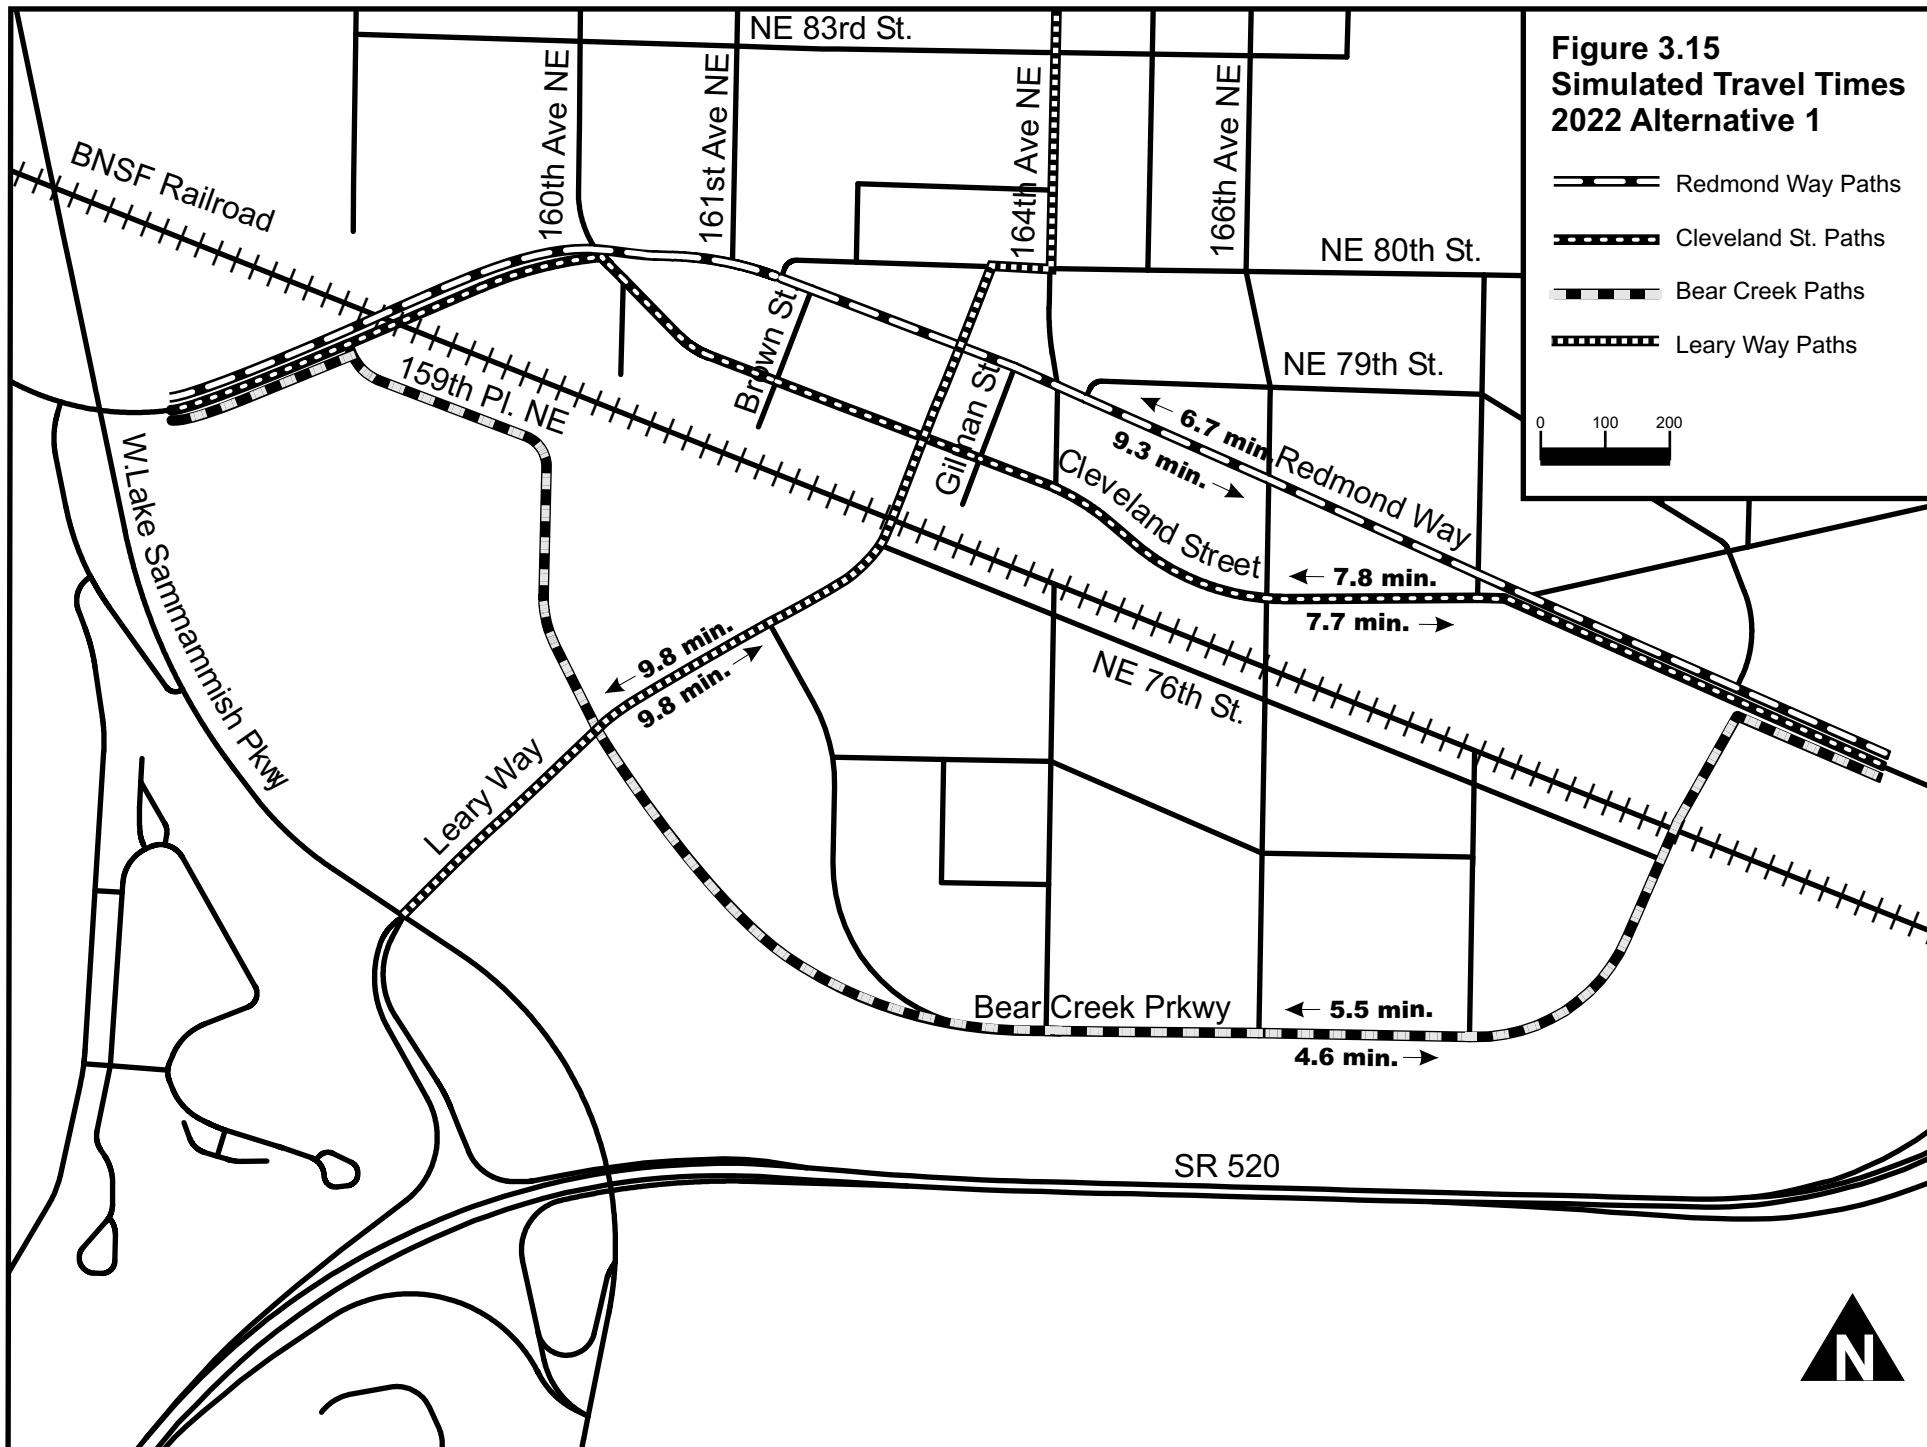 NE 83rd St.
Figure 3.15
Simulated Travel Times
2022 Alternative 1
Redmond Way Paths
Cleveland St. Paths
Bear Creek Paths
Leary Way Paths
0 100 200
160th Ave NE
161st Ave NE
164th Ave NE
166th Ave NE
BNSF Railroad
NE 80th St.
NE 79th St.
159th Pl. NE
Brown St.
Gilman St.
6.7 min.
9.3 min.
Redmond Way
Cleveland Street
7.8 min.
7.7 min.
W.Lake Sammammish Pkwy
9.8 min.
9.8 min.
NE 76th St.
Leary Way
Bear Creek Prkwy
5.5 min.
4.6 min.
SR 520
N